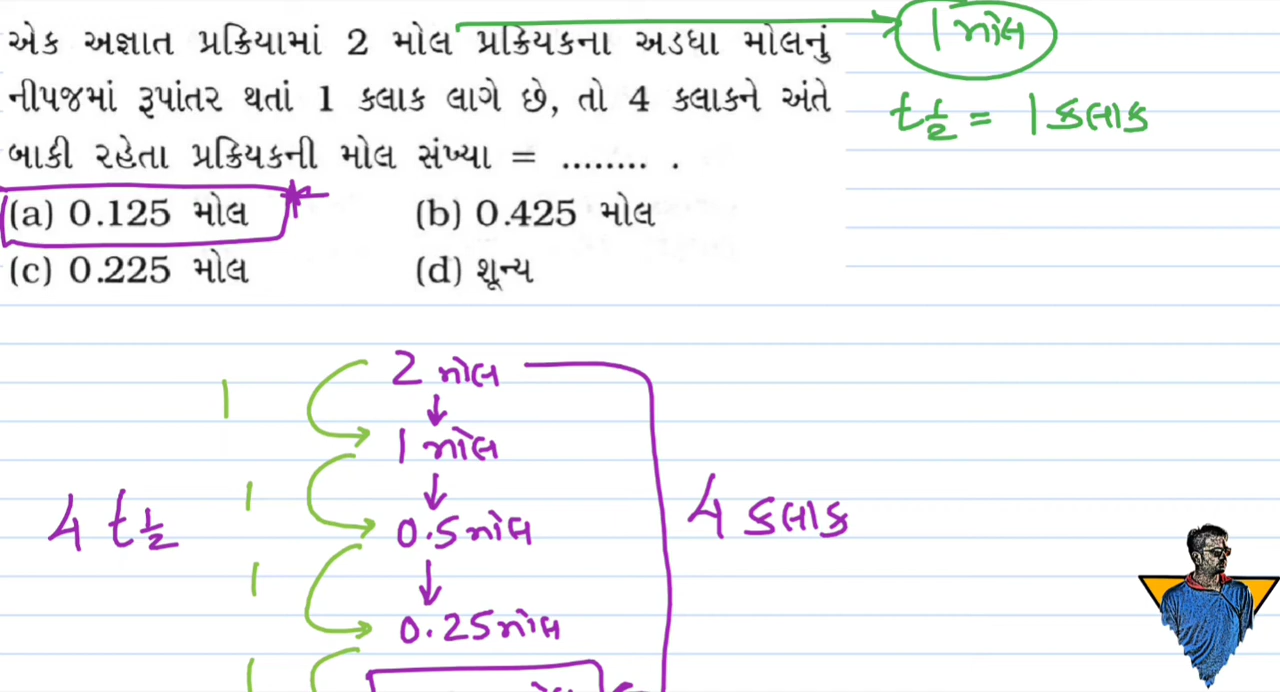 1 મોલ
એક અજ્ઞાત પ્રક્રિયામાં 2 મોલ પ્રક્રિયકના અડધા મોલનું
નીપજમાં રૂપાંતર થતાં 1 કલાક લાગે છે, તો 4 કલાકને અંતે
t½ = 1 કલાક
બાકી રહેતા પ્રક્રિયકની મોલ સંખ્યા = ........ .
(a) 0.125 મોલ (b) 0.425 મોલ
(c) 0.225 મોલ (d) શૂન્ય
2 મોલ
1
1 મોલ
1
0.5 મોલ
4 t½
4 કલાક
1
0.25 મોલ
1